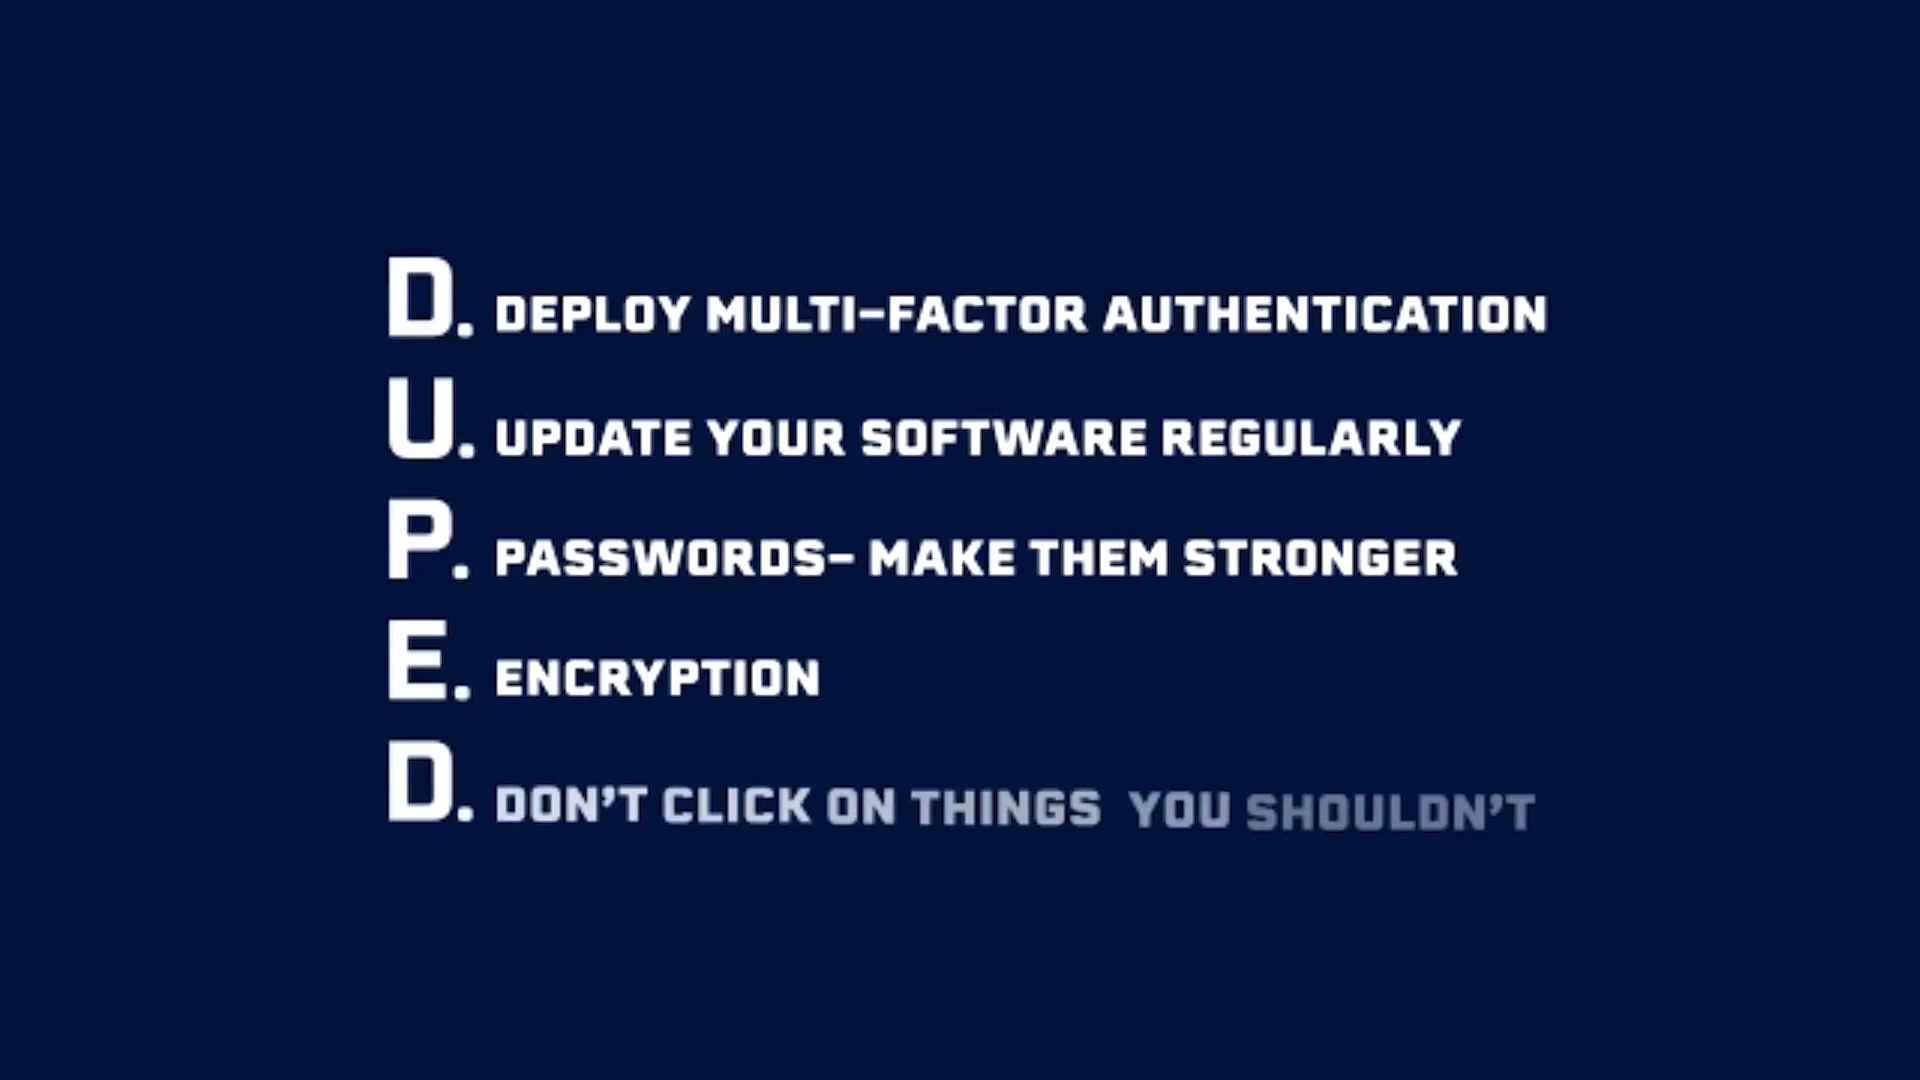 D. DEPLOY MULTI-FACTOR AUTHENTICATION
U. UPDATE YOUR SOFTWARE REGULARLY
P. PASSWORDS- MAKE THEM STRONGER
E. ENCRYPTION
D. DON'T CLICK ON THINGS YOU SHOULDN'T